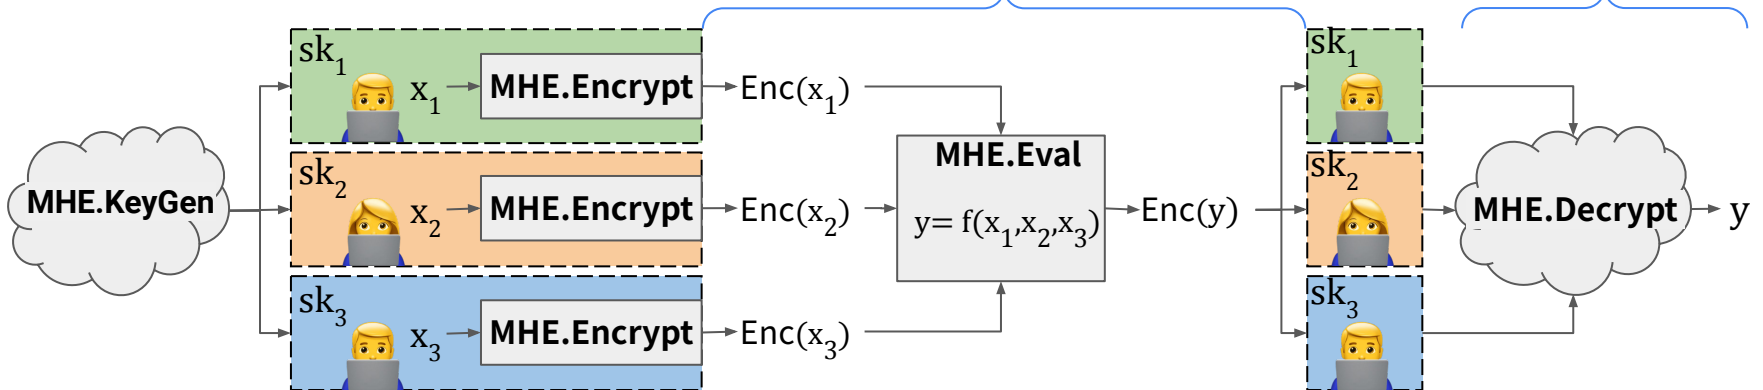 MHE.KeyGen
sk1
x1
MHE.Encrypt
Enc(x1)
sk2
x2
MHE.Encrypt
Enc(x2)
sk3
x3
MHE.Encrypt
Enc(x3)
MHE.Eval
y= f(x1,x2,x3)
Enc(y)
sk1
sk2
sk3
MHE.Decrypt
y